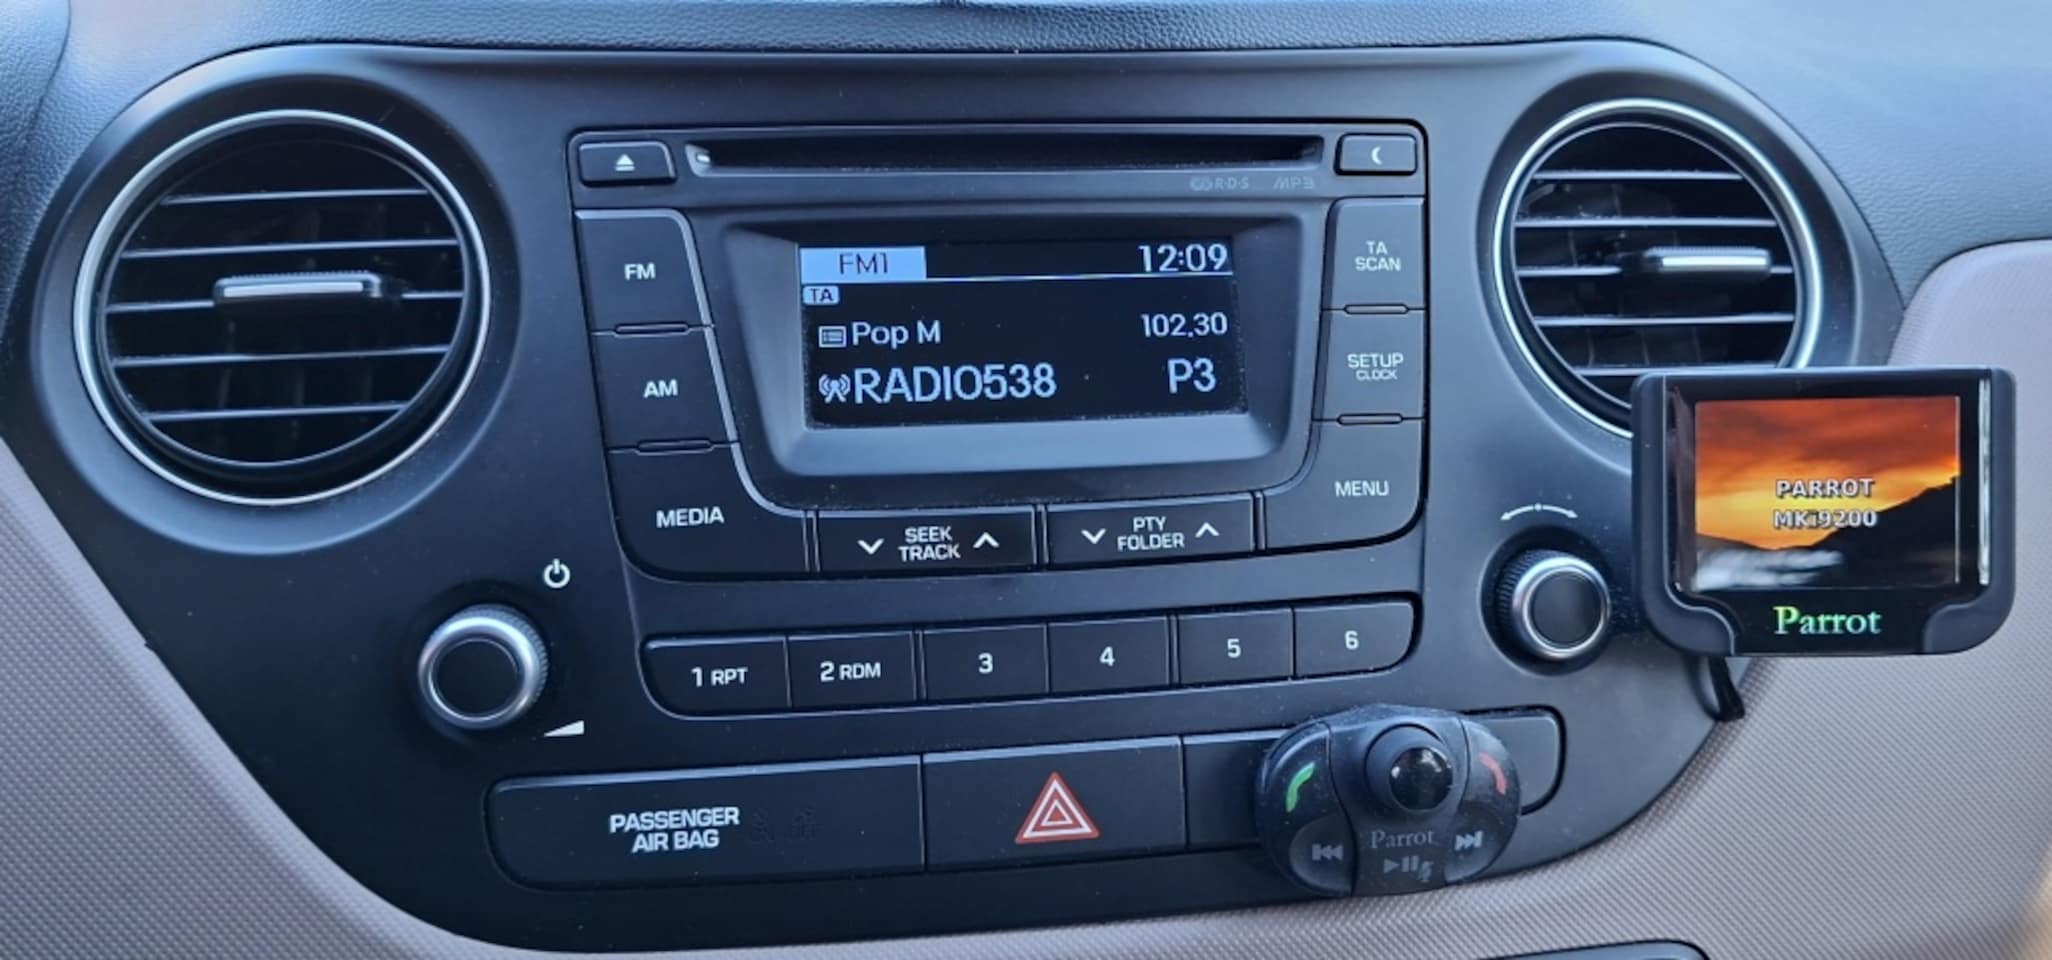 R·D·S MP3
FM
AM
MEDIA
FM1 12:09
TA
Pop M 102.30
RADIO538 P3
TA
SCAN
SETUP
CLOCK
MENU
SEEK
TRACK
PTY
FOLDER
1 RPT
2 RDM
3
4
5
6
PASSENGER
AIR BAG
PARROT
MKi9200
Parrot
Parrot